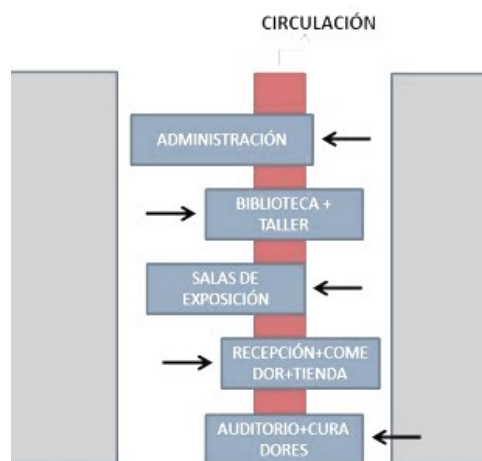 CIRCULACIÓN
ADMINISTRACIÓN
BIBLIOTECA +
TALLER
SALAS DE
EXPOSICIÓN
RECEPCIÓN+COME
DOR+TIENDA
AUDITORIO+CURA
DORES